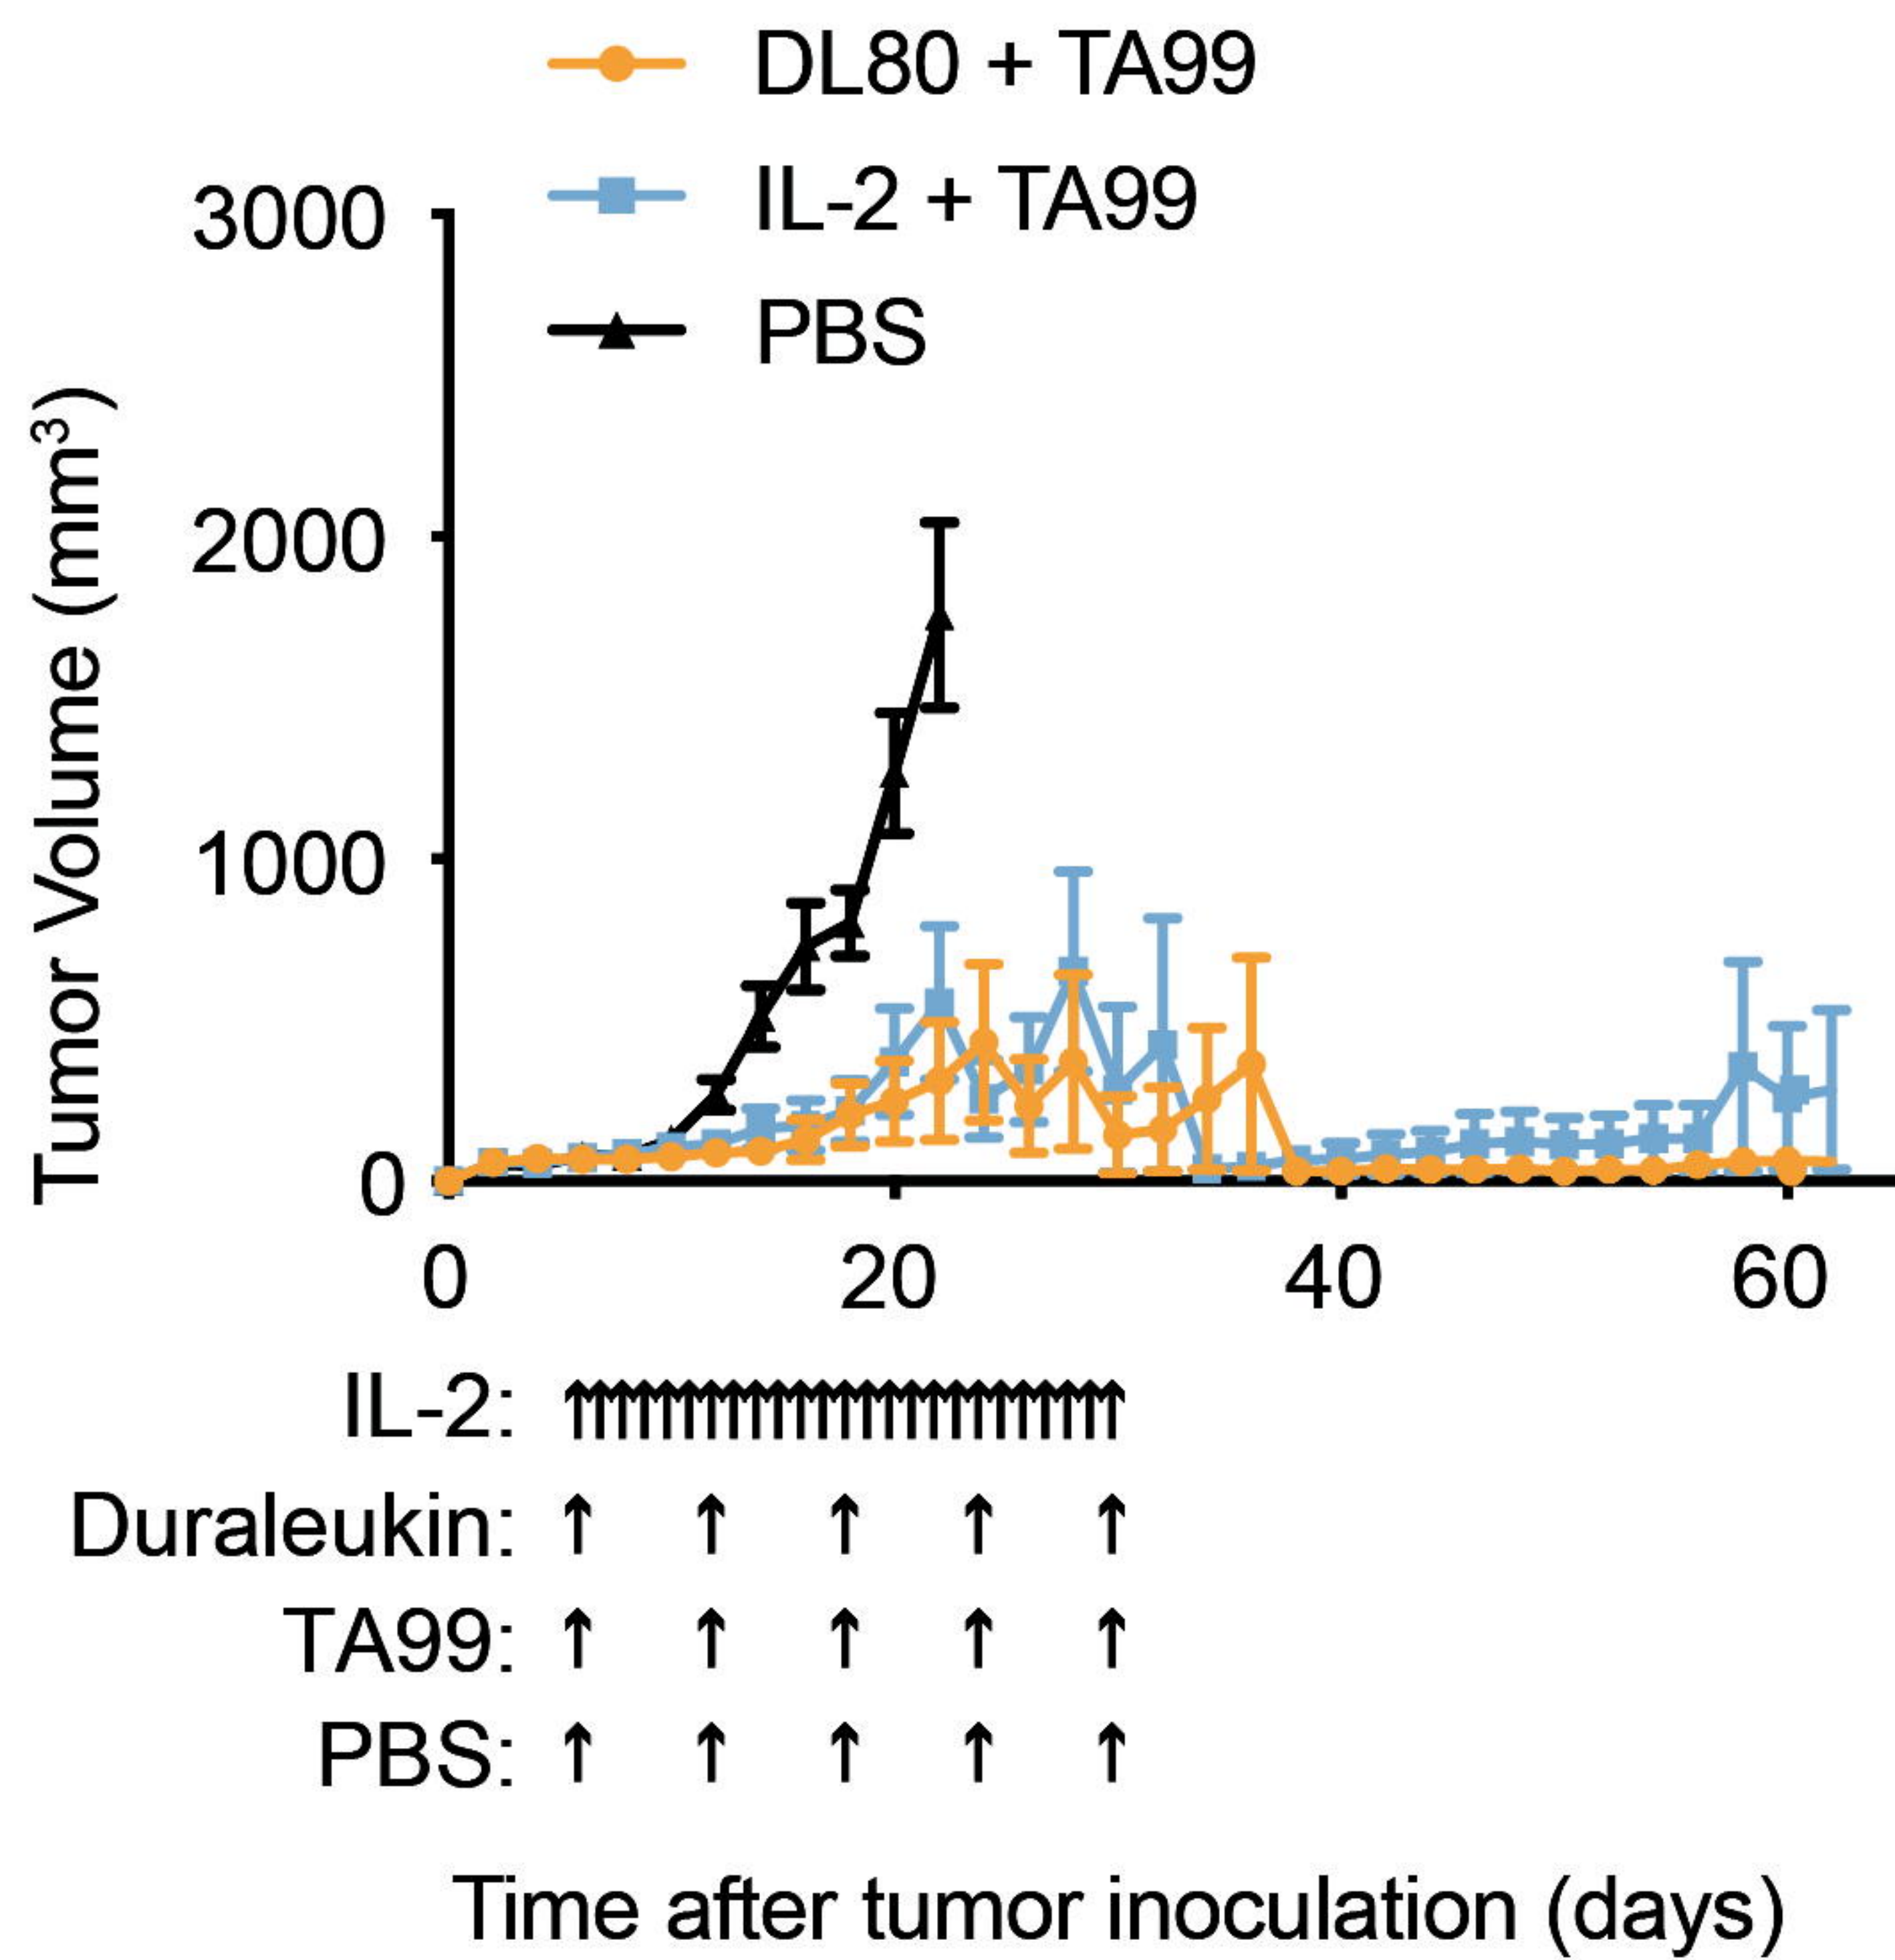 DL80 + TA99
IL-2 + TA99
PBS
Tumor Volume (mm³)
3000
2000
1000
0
0 20 40 60
IL-2: ↑↑↑↑↑↑↑↑↑↑↑↑↑↑↑↑↑↑↑↑↑↑↑↑↑
Duraleukin: ↑ ↑ ↑ ↑ ↑
TA99: ↑ ↑ ↑ ↑ ↑
PBS: ↑ ↑ ↑ ↑ ↑
Time after tumor inoculation (days)